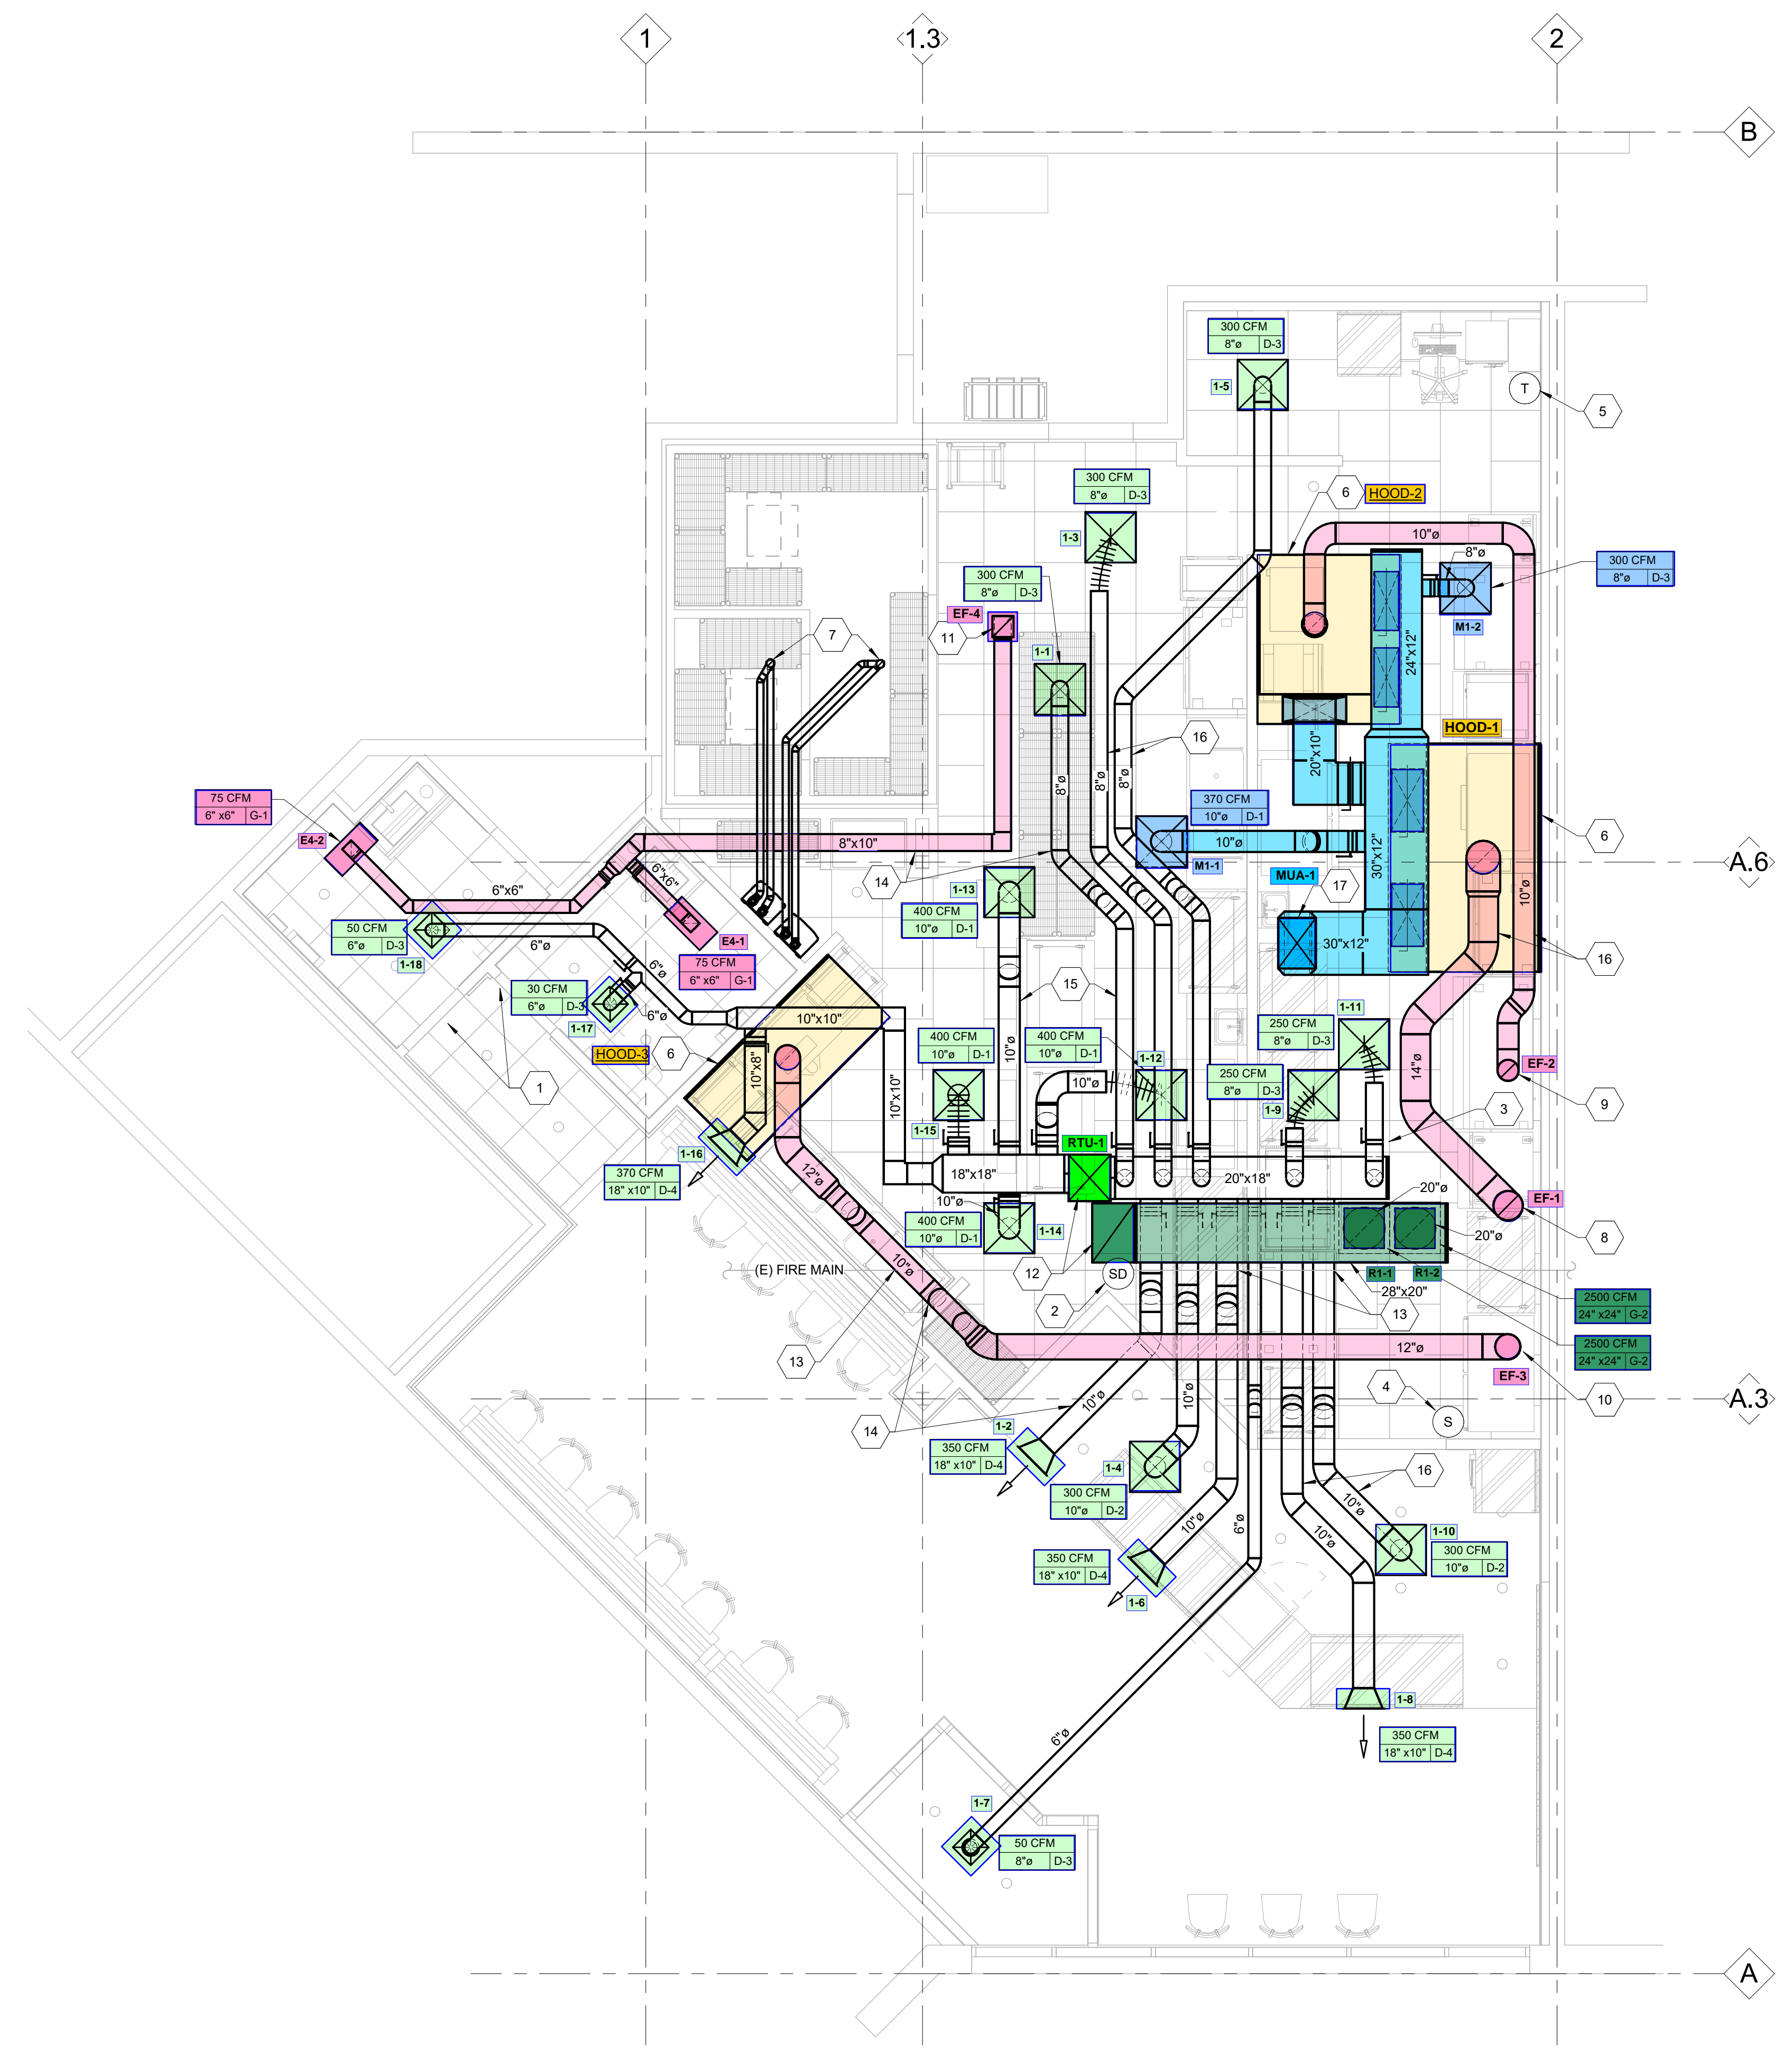 1
1.3
2
B
300 CFM
8"ø D-3
1-5
T
5
300 CFM
8"ø D-3
6
HOOD-2
1-3
10"ø
8"ø
300 CFM
8"ø D-3
300 CFM
8"ø D-3
EF-4
11
7
1-1
M1-2
24"x12"
HOOD-1
16
20"x10"
8"ø
8"ø
8"ø
75 CFM
6" x6" G-1
E4-2
370 CFM
10"ø D-1
8"x10"
10"ø
30"x12"
6
A.6
M1-1
6"x6"
6"x6"
14
1-13
MUA-1
17
10"ø
400 CFM
10"ø D-1
50 CFM
6"ø D-3
1-18
6"ø
E4-1
75 CFM
6" x6" G-1
30"x12"
16
6"ø
30 CFM
6"ø D-3
1-17
6"ø
15
10"x10"
1-11
250 CFM
8"ø D-3
HOOD-3
6
400 CFM
10"ø D-1
400 CFM
10"ø D-1
1-12
10"ø
10"x8"
14"ø
EF-2
1
10"ø
250 CFM
8"ø D-3
1-9
10"x10"
9
3
1-15
RTU-1
1-16
370 CFM
18" x10" D-4
12"ø
18"x18"
20"x18"
20"ø
10"ø
EF-1
400 CFM
10"ø D-1
1-14
20"ø
8
(E) FIRE MAIN
10"ø
12
SD
R1-1
R1-2
28"x20"
2
13
2500 CFM
24" x24" G-2
2500 CFM
24" x24" G-2
13
12"ø
EF-3
4
10
A.3
10"ø
10"ø
S
14
1-2
350 CFM
18" x10" D-4
1-4
16
300 CFM
10"ø D-2
10"ø
6"ø
10"ø
10"ø
1-10
300 CFM
10"ø D-2
350 CFM
18" x10" D-4
1-6
1-8
6"ø
350 CFM
18" x10" D-4
1-7
50 CFM
8"ø D-3
A